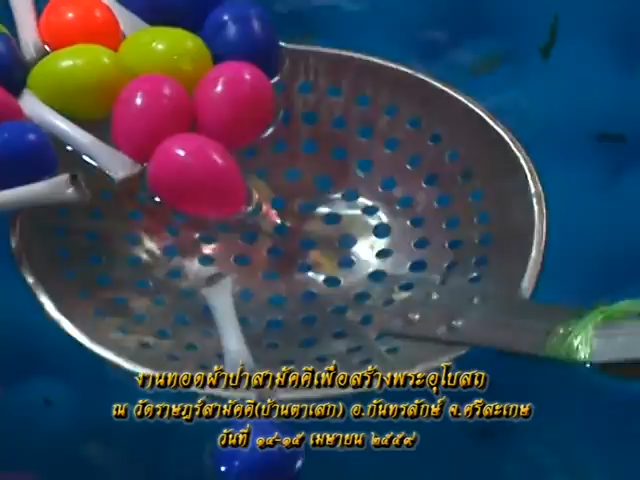 งานทอดผ้าป่าสามัคคีเพื่อสร้างพระอุโบสถ
ณ วัดราษฎร์สามัคคี(บ้านตาเสก) อ.กันทรลักษ์ จ.ศรีสะเกษ
วันที่ ๑๔-๑๕ เมษายน ๒๕๕๙